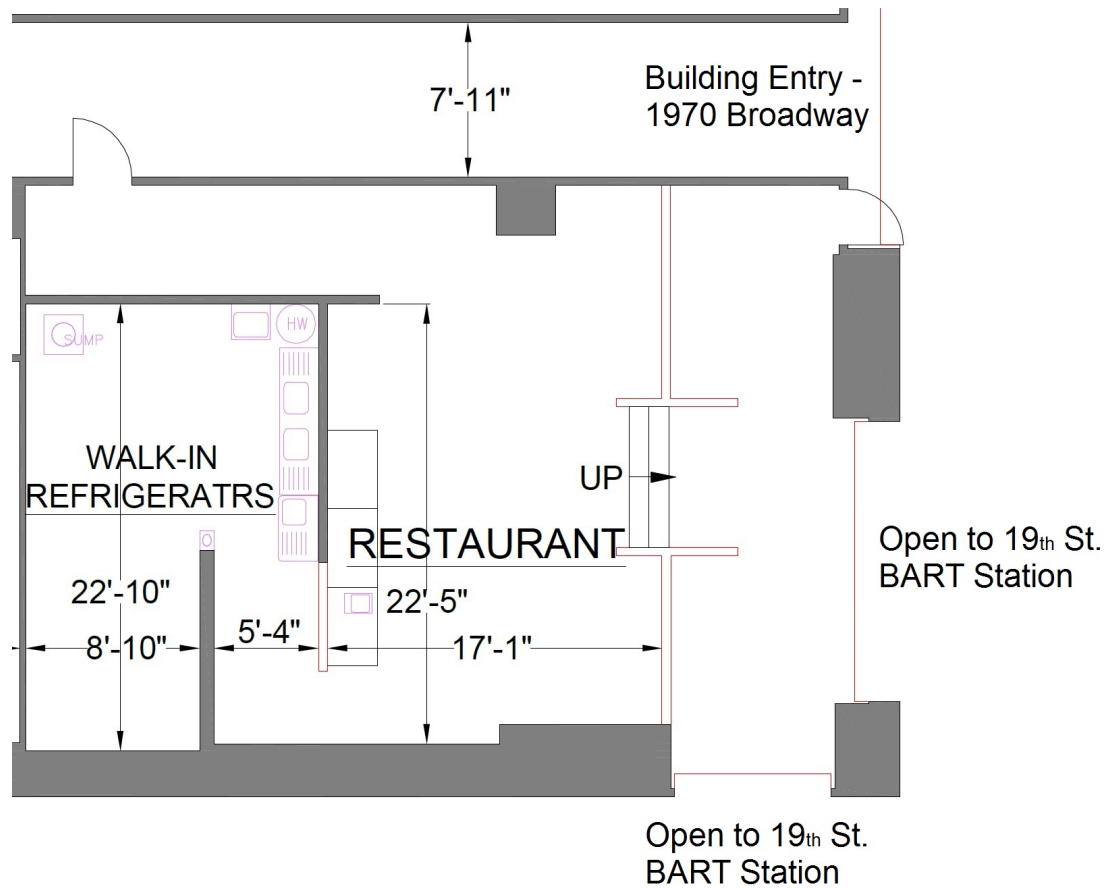 7'-11"
Building Entry -
1970 Broadway
HW
SUMP
WALK-IN
REFRIGERATRS
UP
RESTAURANT
Open to 19th St.
BART Station
22'-10"
22'-5"
5'-4"
8'-10"
17'-1"
Open to 19th St.
BART Station